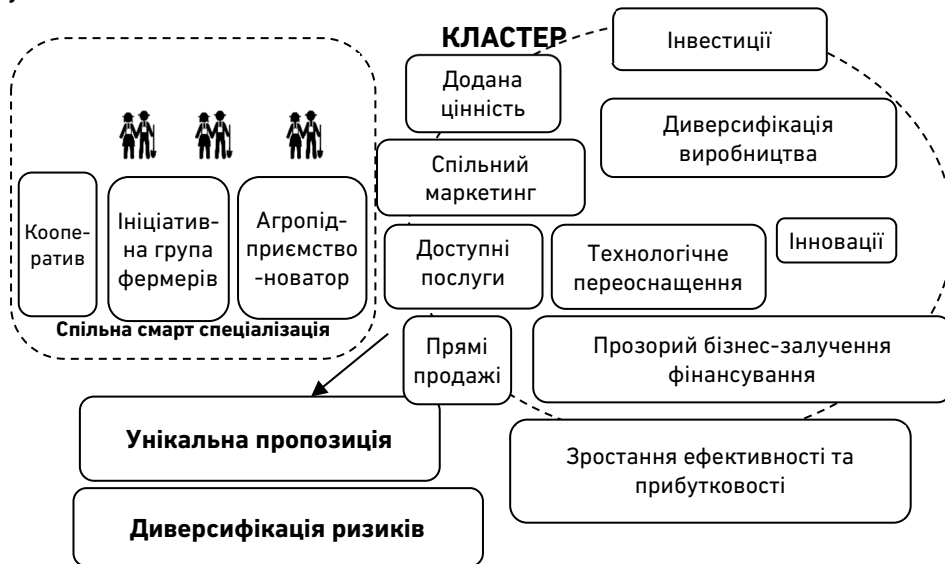 КЛАСТЕР
Інвестиції
Додана
цінність
Диверсифікація
виробництва
Спільний
маркетинг
Коопе-
ратив
Ініціатив-
на група
фермерів
Агропід-
приємство
-новатор
Спільна смарт спеціалізація
Доступні
послуги
Технологічне
переоснащення
Інновації
Прямі
продажі
Прозорий бізнес-залучення
фінансування
Унікальна пропозиція
Зростання ефективності та
прибутковості
Диверсифікація ризиків